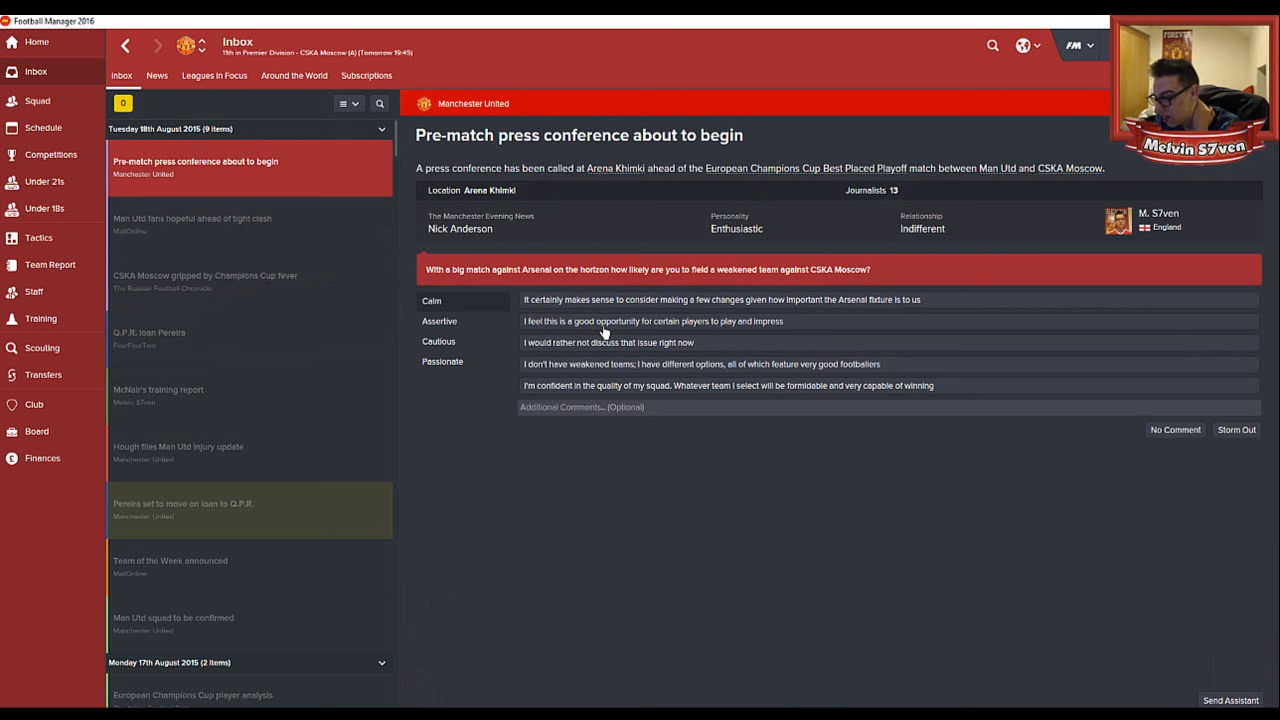 Football Manager 2016
Home
Inbox
Squad
Schedule
Competitions
Under 21s
Under 18s
Tactics
Team Report
Staff
Training
Scouting
Transfers
Club
Board
Finances
Inbox
11th in Premier Division - CSKA Moscow (A) (Tomorrow 19:45)
FM
Inbox
News
Leagues in Focus
Around the World
Subscriptions
0
Tuesday 18th August 2015 (9 items)
Pre-match press conference about to begin
Manchester United
Man Utd fans hopeful ahead of tight clash
MailOnline
CSKA Moscow gripped by Champions Cup fever
The Russian Football Chronicle
Q.P.R. loan Pereira
FourFourTwo
McNair's training report
Melvin S7ven
Hough files Man Utd injury update
Manchester United
Pereira set to move on loan to Q.P.R.
Manchester United
Team of the Week announced
MailOnline
Man Utd squad to be confirmed
Manchester United
Monday 17th August 2015 (2 items)
European Champions Cup player analysis
Manchester United
Pre-match press conference about to begin
A press conference has been called at Arena Khimki ahead of the European Champions Cup Best Placed Playoff match between Man Utd and CSKA Moscow.
Location Arena Khimki
Journalists 13
The Manchester Evening News
Nick Anderson
Personality
Enthusiastic
Relationship
Indifferent
M. S7ven
England
With a big match against Arsenal on the horizon how likely are you to field a weakened team against CSKA Moscow?
Calm
Assertive
Cautious
Passionate
It certainly makes sense to consider making a few changes given how important the Arsenal fixture is to us
I feel this is a good opportunity for certain players to play and impress
I would rather not discuss that issue right now
I don't have weakened teams; I have different options, all of which feature very good footballers
I'm confident in the quality of my squad. Whatever team I select will be formidable and very capable of winning
Additional Comments.. (Optional)
No Comment
Storm Out
Send Assistant
FOREVER
Melvin S7ven